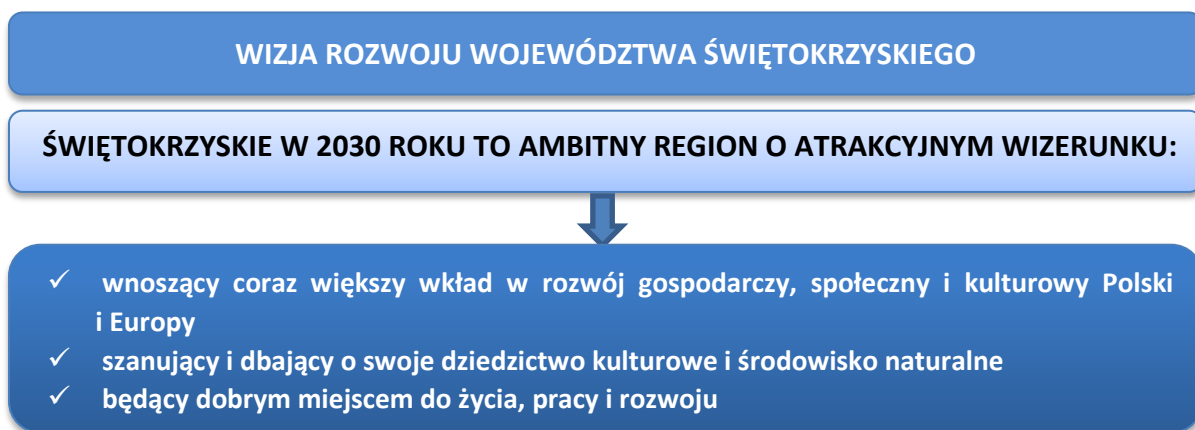 WIZJA ROZWOJU WOJEWÓDZTWA ŚWIĘTOKRZYSKIEGO
ŚWIĘTOKRZYSKIE W 2030 ROKU TO AMBITNY REGION O ATRAKCYJNYM WIZERUNKU:
✓ wnoszący coraz większy wkład w rozwój gospodarczy, społeczny i kulturowy Polski
i Europy
✓ szanujący i dbający o swoje dziedzictwo kulturowe i środowisko naturalne
✓ będący dobrym miejscem do życia, pracy i rozwoju